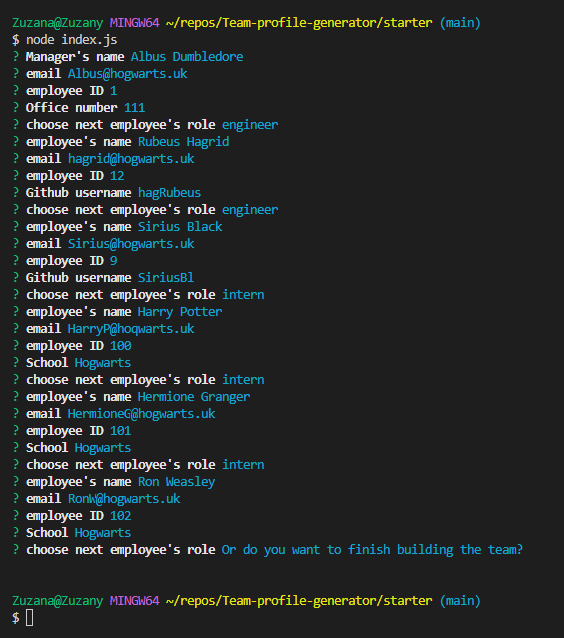 Zuzana@Zuzany MINGW64 ~/repos/Team-profile-generator/starter (main)
$ node index.js
? Manager's name Albus Dumbledore
? email Albus@hogwarts.uk
? employee ID 1
? Office number 111
? choose next employee's role engineer
? employee's name Rubeus Hagrid
? email hagrid@hogwarts.uk
? employee ID 12
? Github username hagRubeus
? choose next employee's role engineer
? employee's name Sirius Black
? email Sirius@hogwarts.uk
? employee ID 9
? Github username SiriusBl
? choose next employee's role intern
? employee's name Harry Potter
? email HarryP@hoqwarts.uk
? employee ID 100
? School Hogwarts
? choose next employee's role intern
? employee's name Hermione Granger
? email HermioneG@hogwarts.uk
? employee ID 101
? School Hogwarts
? choose next employee's role intern
? employee's name Ron Weasley
? email RonW@hogwarts.uk
? employee ID 102
? School Hogwarts
? choose next employee's role Or do you want to finish building the team?
Zuzana@Zuzany MINGW64 ~/repos/Team-profile-generator/starter (main)
$